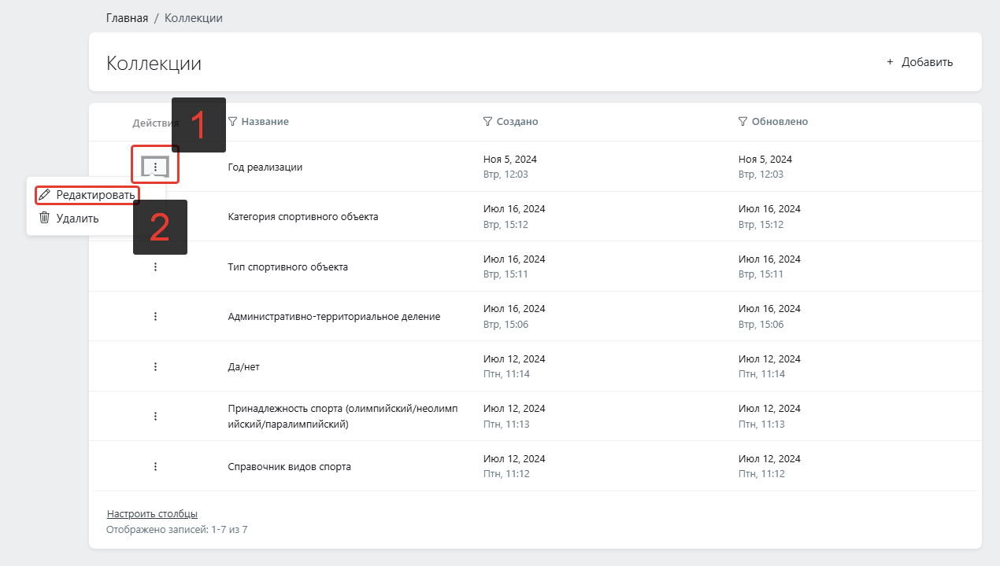 Главная / Коллекции
Коллекции
+ Добавить
Действия
1
Название
Создано
Обновлено
Год реализации
Ноя 5, 2024
Втр, 12:03
Ноя 5, 2024
Втр, 12:03
Редактировать
Удалить
2
Категория спортивного объекта
Июл 16, 2024
Втр, 15:12
Июл 16, 2024
Втр, 15:12
Тип спортивного объекта
Июл 16, 2024
Втр, 15:11
Июл 16, 2024
Втр, 15:11
Административно-территориальное деление
Июл 16, 2024
Втр, 15:06
Июл 16, 2024
Втр, 15:06
Да/нет
Июл 12, 2024
Птн, 11:14
Июл 12, 2024
Птн, 11:14
Принадлежность спорта (олимпийский/неолимп
ийский/паралимпийский)
Июл 12, 2024
Птн, 11:13
Июл 12, 2024
Птн, 11:13
Справочник видов спорта
Июл 12, 2024
Птн, 11:12
Июл 12, 2024
Птн, 11:12
Настроить столбцы
Отображено записей: 1-7 из 7